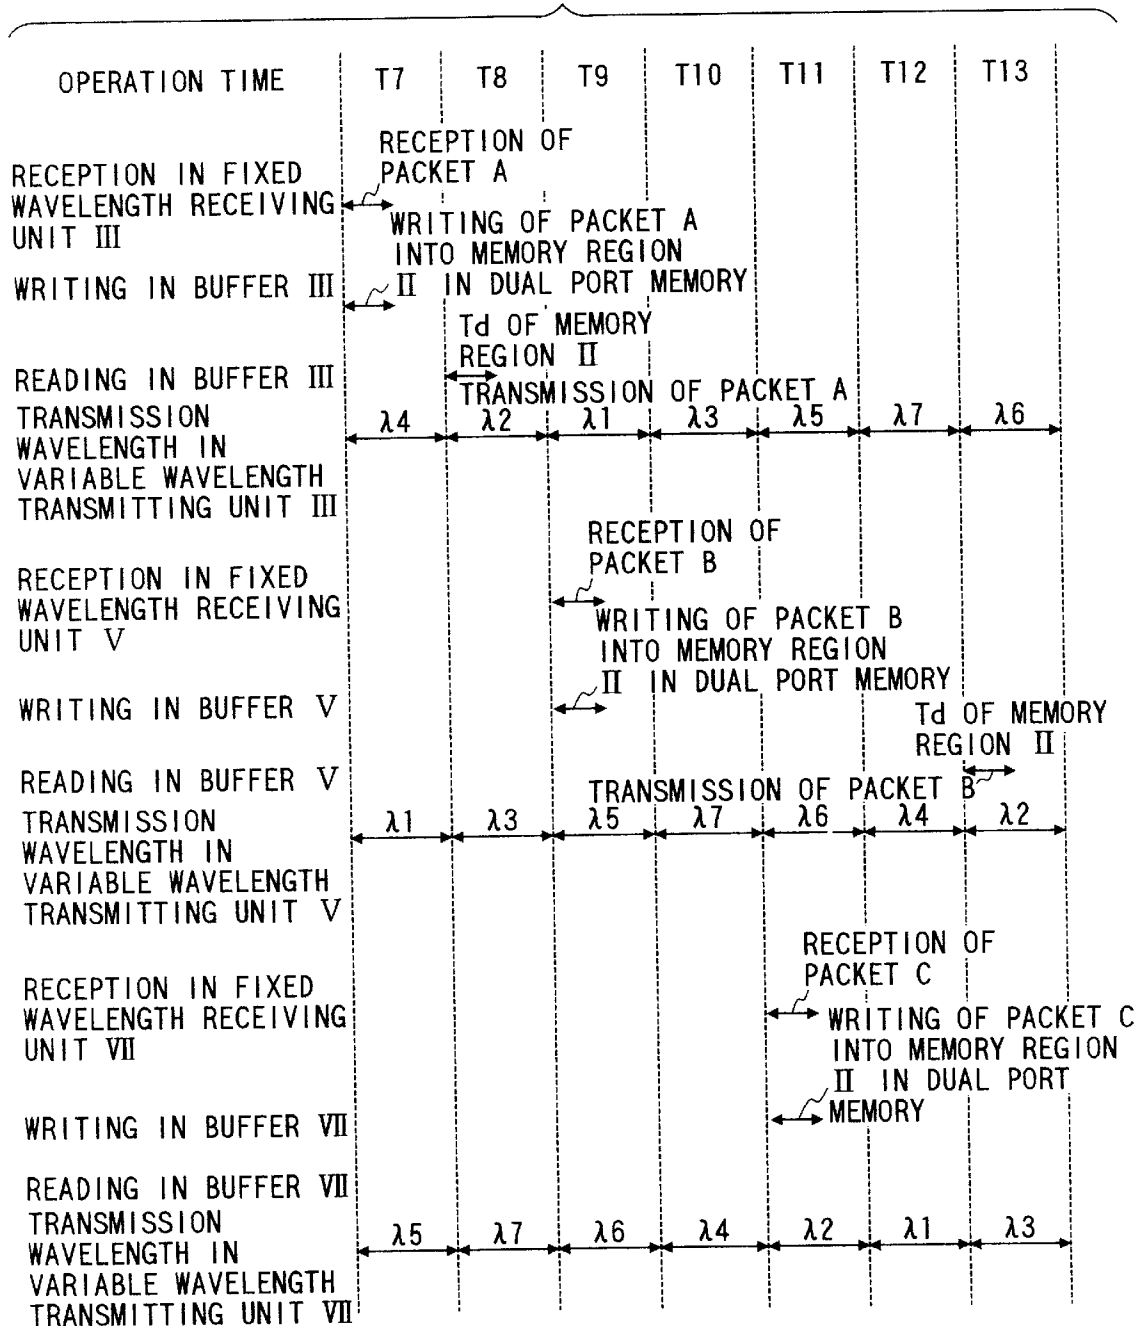 OPERATION TIME T7 T8 T9 T10 T11 T12 T13
RECEPTION OF
PACKET A
RECEPTION IN FIXED
WAVELENGTH RECEIVING
UNIT III
WRITING OF PACKET A
INTO MEMORY REGION
II IN DUAL PORT MEMORY
WRITING IN BUFFER III
Td OF MEMORY
REGION II
READING IN BUFFER III
TRANSMISSION OF PACKET A
TRANSMISSION
WAVELENGTH IN
VARIABLE WAVELENGTH
TRANSMITTING UNIT III
λ4 λ2 λ1 λ3 λ5 λ7 λ6
RECEPTION OF
PACKET B
RECEPTION IN FIXED
WAVELENGTH RECEIVING
UNIT V
WRITING OF PACKET B
INTO MEMORY REGION
II IN DUAL PORT MEMORY
WRITING IN BUFFER V
Td OF MEMORY
REGION II
READING IN BUFFER V
TRANSMISSION OF PACKET B
TRANSMISSION
WAVELENGTH IN
VARIABLE WAVELENGTH
TRANSMITTING UNIT V
λ1 λ3 λ5 λ7 λ6 λ4 λ2
RECEPTION OF
PACKET C
RECEPTION IN FIXED
WAVELENGTH RECEIVING
UNIT VII
WRITING OF PACKET C
INTO MEMORY REGION
II IN DUAL PORT
MEMORY
WRITING IN BUFFER VII
READING IN BUFFER VII
TRANSMISSION
WAVELENGTH IN
VARIABLE WAVELENGTH
TRANSMITTING UNIT VII
λ5 λ7 λ6 λ4 λ2 λ1 λ3